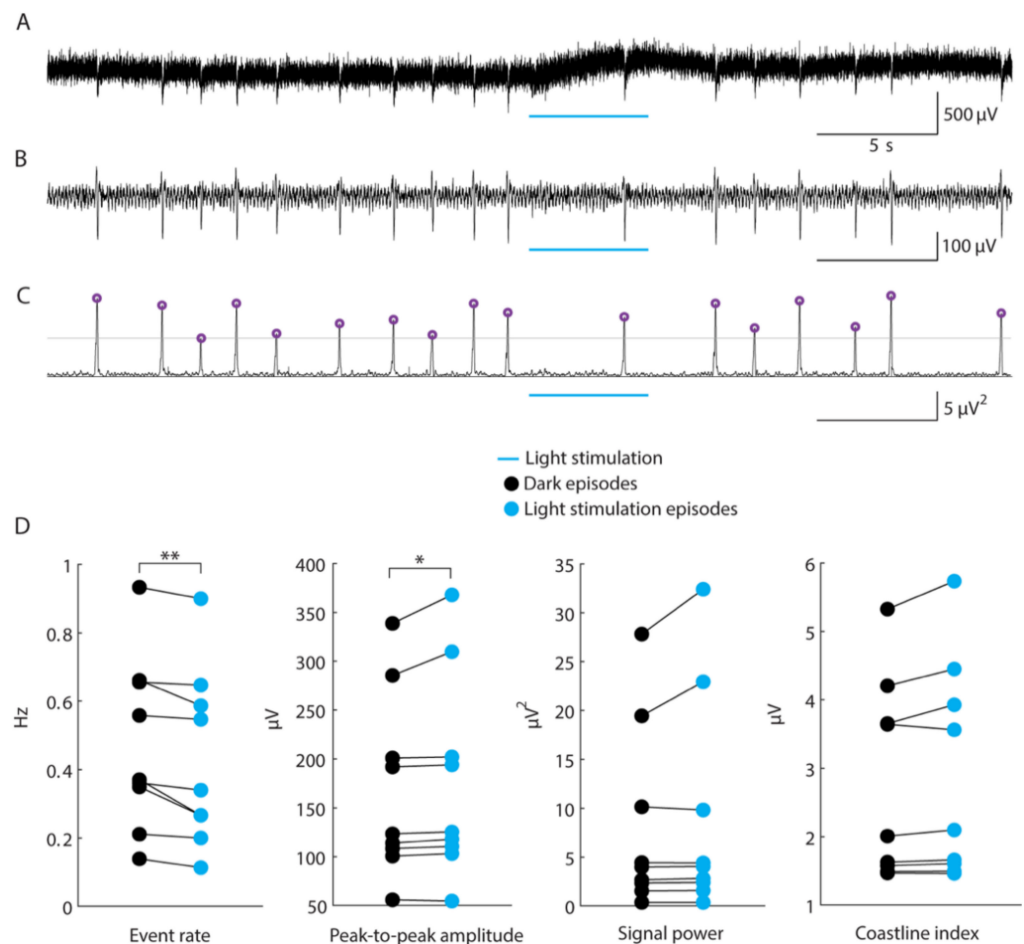 A
500 µV
5 s
B
100 µV
C
5 µV²
Light stimulation
Dark episodes
Light stimulation episodes
D
**
1
0.8
0.6
0.4
0.2
0
Hz
Event rate
*
400
350
300
250
200
150
100
50
µV
Peak-to-peak amplitude
35
30
25
20
15
10
5
0
µV²
Signal power
6
5
4
3
2
1
µV
Coastline index